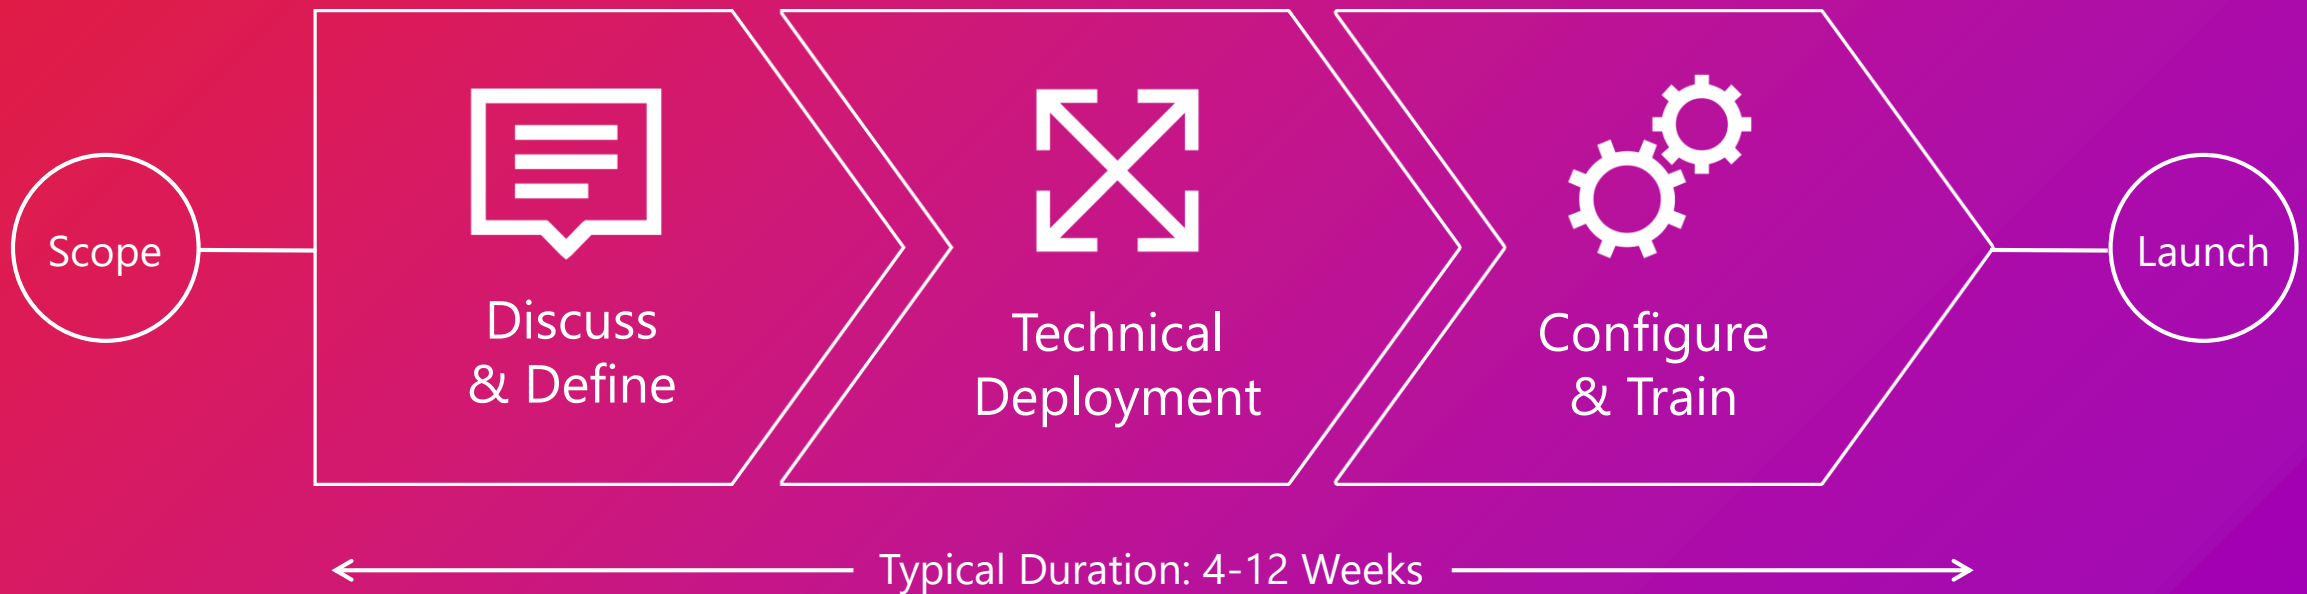 Scope
Discuss
& Define
Technical
Deployment
Configure
& Train
Launch
Typical Duration: 4-12 Weeks